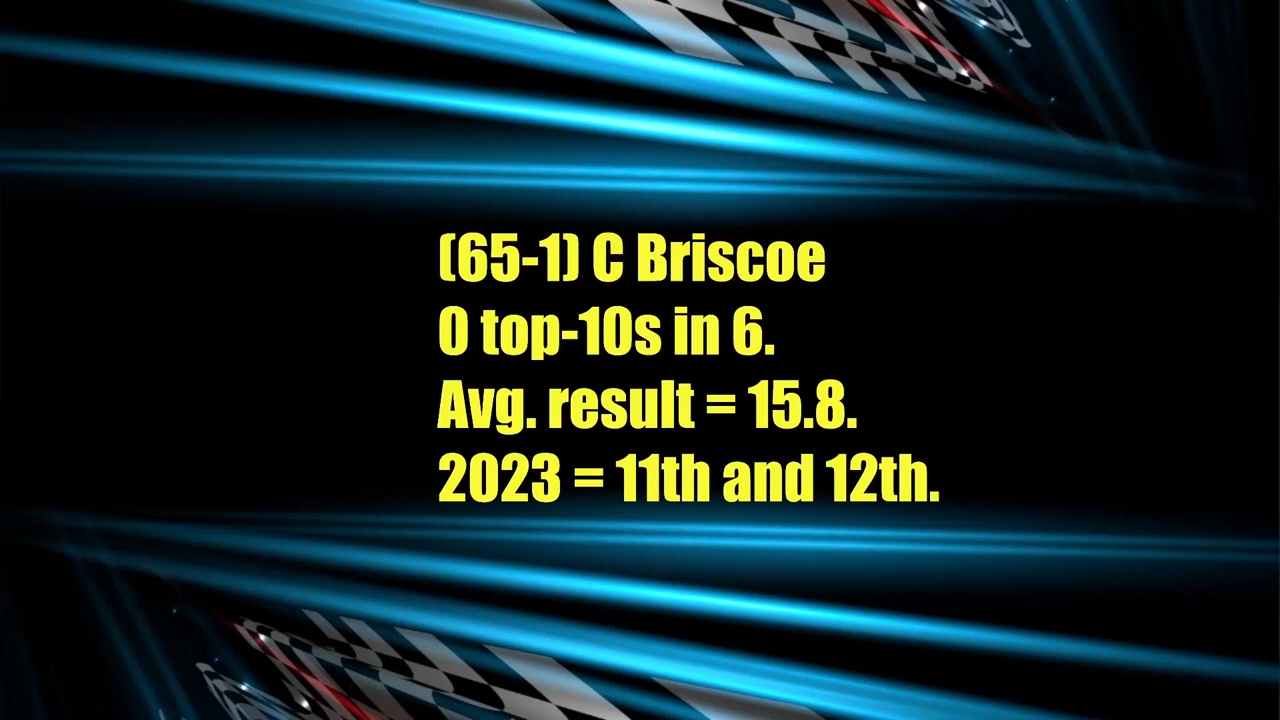 (65-1) C Briscoe
0 top-10s in 6.
Avg. result = 15.8.
2023 = 11th and 12th.